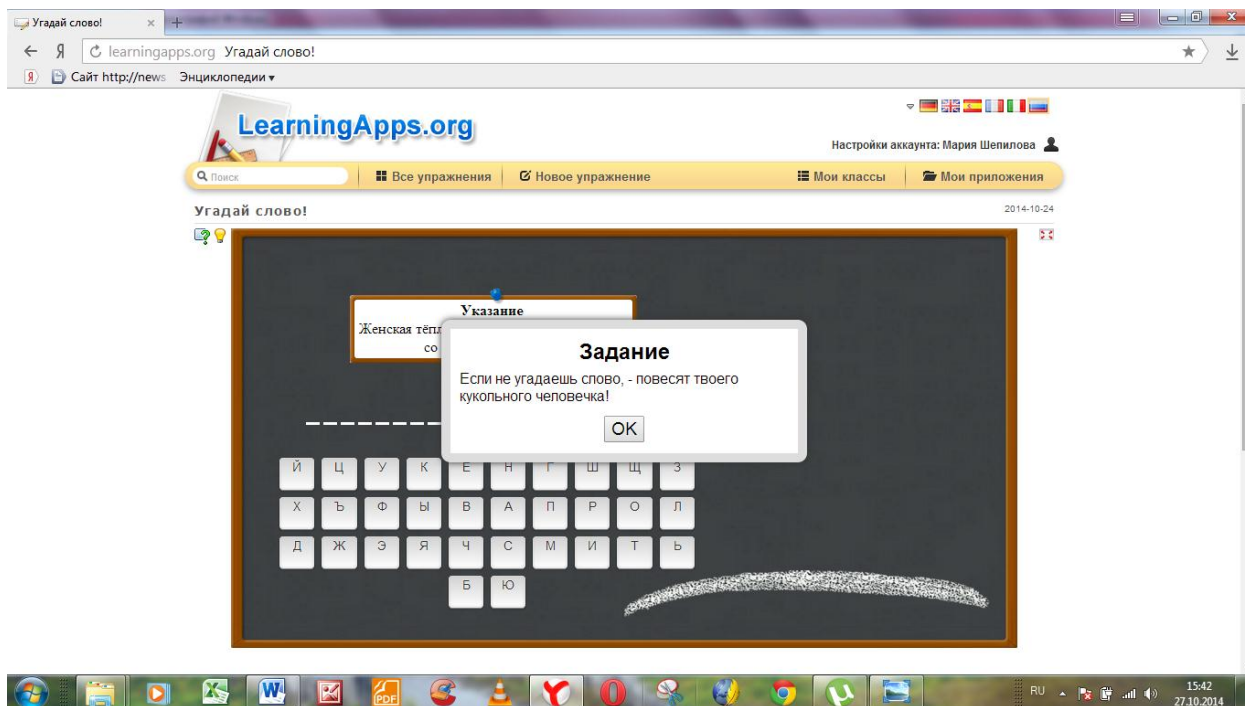 Угадай слово!
learningapps.org Угадай слово!
Сайт http://news Энциклопедии
LearningApps.org
Настройки аккаунта: Мария Шепилова
Поиск
Все упражнения
Новое упражнение
Мои классы
Мои приложения
Угадай слово!
2014-10-24
Указание
Женская
со
Задание
Если не угадаешь слово, - повесят твоего
кукольного человечка!
OK
Й Ц У К Е Н Г Ш Щ З
Х Ъ Ф Ы В А П Р О Л
Д Ж Э Я Ч С М И Т Ь
Б Ю
PDF
RU
15:42
27.10.2014